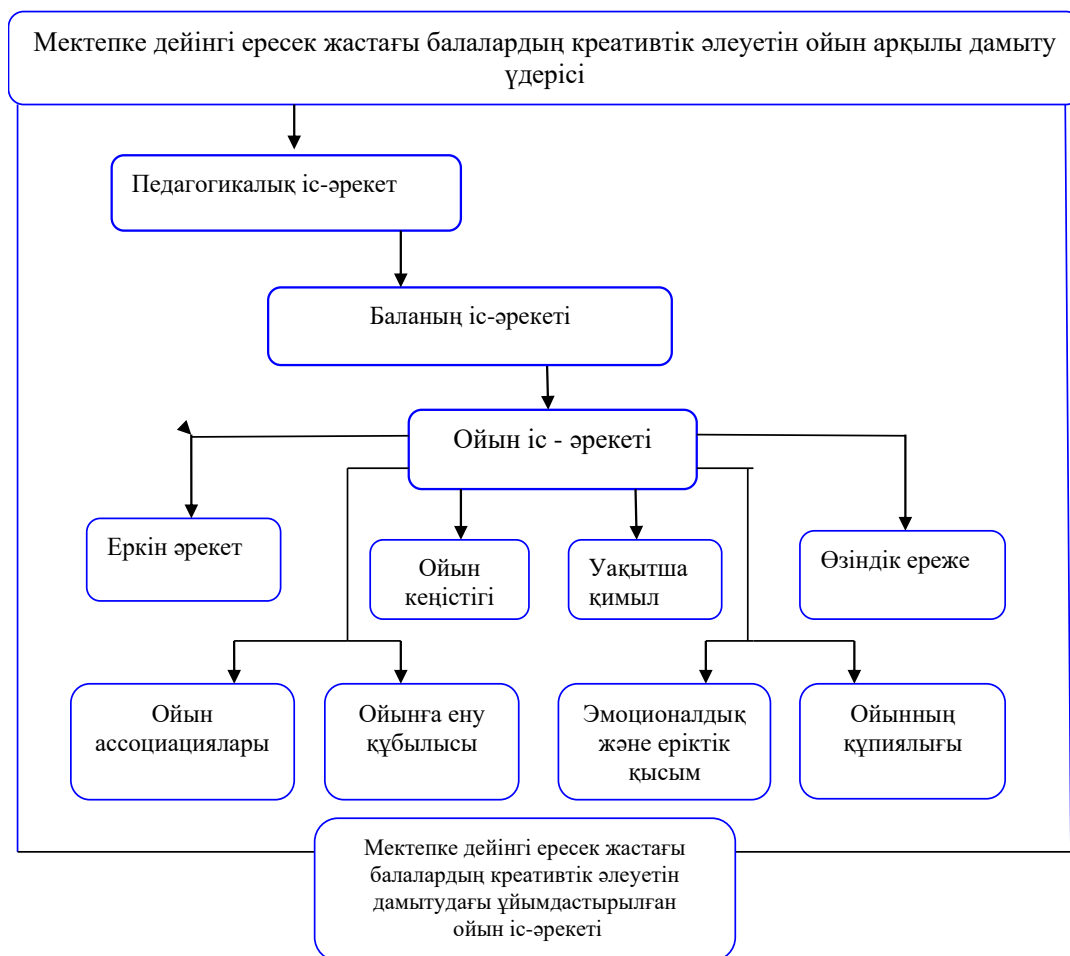 Мектепке дейінгі ересек жастағы балалардың креативтік әлеуетін ойын арқылы дамыту
үдерісі
Педагогикалық іс-әрекет
Баланың іс-әрекеті
Ойын іс - әрекеті
Еркін әрекет
Ойын
кеңістігі
Уақытша
қимыл
Өзіндік ереже
Ойын
ассоциациялары
Ойынға ену
құбылысы
Эмоционалдық
және еріктік
қысым
Ойынның
құпиялығы
Мектепке дейінгі ересек жастағы
балалардың креативтік әлеуетін
дамытудағы ұйымдастырылған
ойын іс-әрекеті